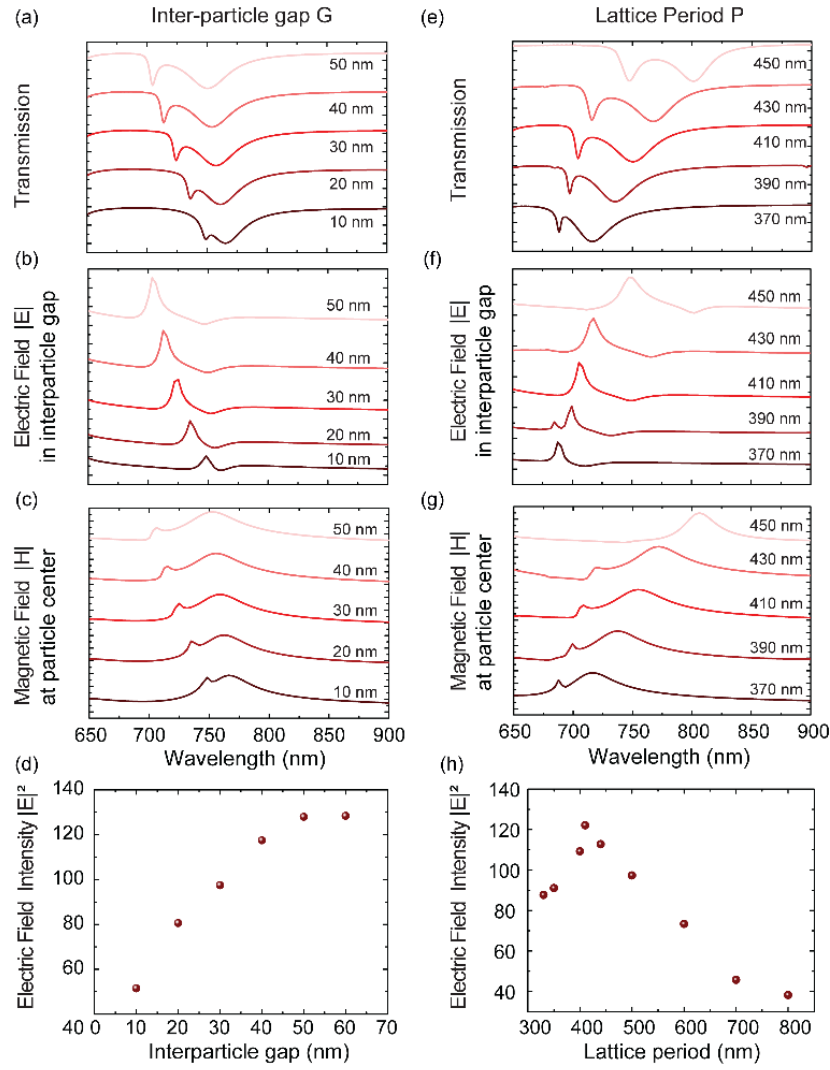 Inter-particle gap G
(a)
Transmission
50 nm
40 nm
30 nm
20 nm
10 nm
(b)
Electric Field |E|
in interparticle gap
50 nm
40 nm
30 nm
20 nm
10 nm
(c)
Magnetic Field |H|
at particle center
50 nm
40 nm
30 nm
20 nm
10 nm
650 700 750 800 850 900
Wavelength (nm)
(d)
Electric Field Intensity |E|²
140
120
100
80
60
40
0 10 20 30 40 50 60 70
Interparticle gap (nm)
Lattice Period P
(e)
Transmission
450 nm
430 nm
410 nm
390 nm
370 nm
(f)
Electric Field |E|
in interparticle gap
450 nm
430 nm
410 nm
390 nm
370 nm
(g)
Magnetic Field |H|
at particle center
450 nm
430 nm
410 nm
390 nm
370 nm
650 700 750 800 850 900
Wavelength (nm)
(h)
Electric Field Intensity |E|²
140
120
100
80
60
40
300 400 500 600 700 800
Lattice period (nm)